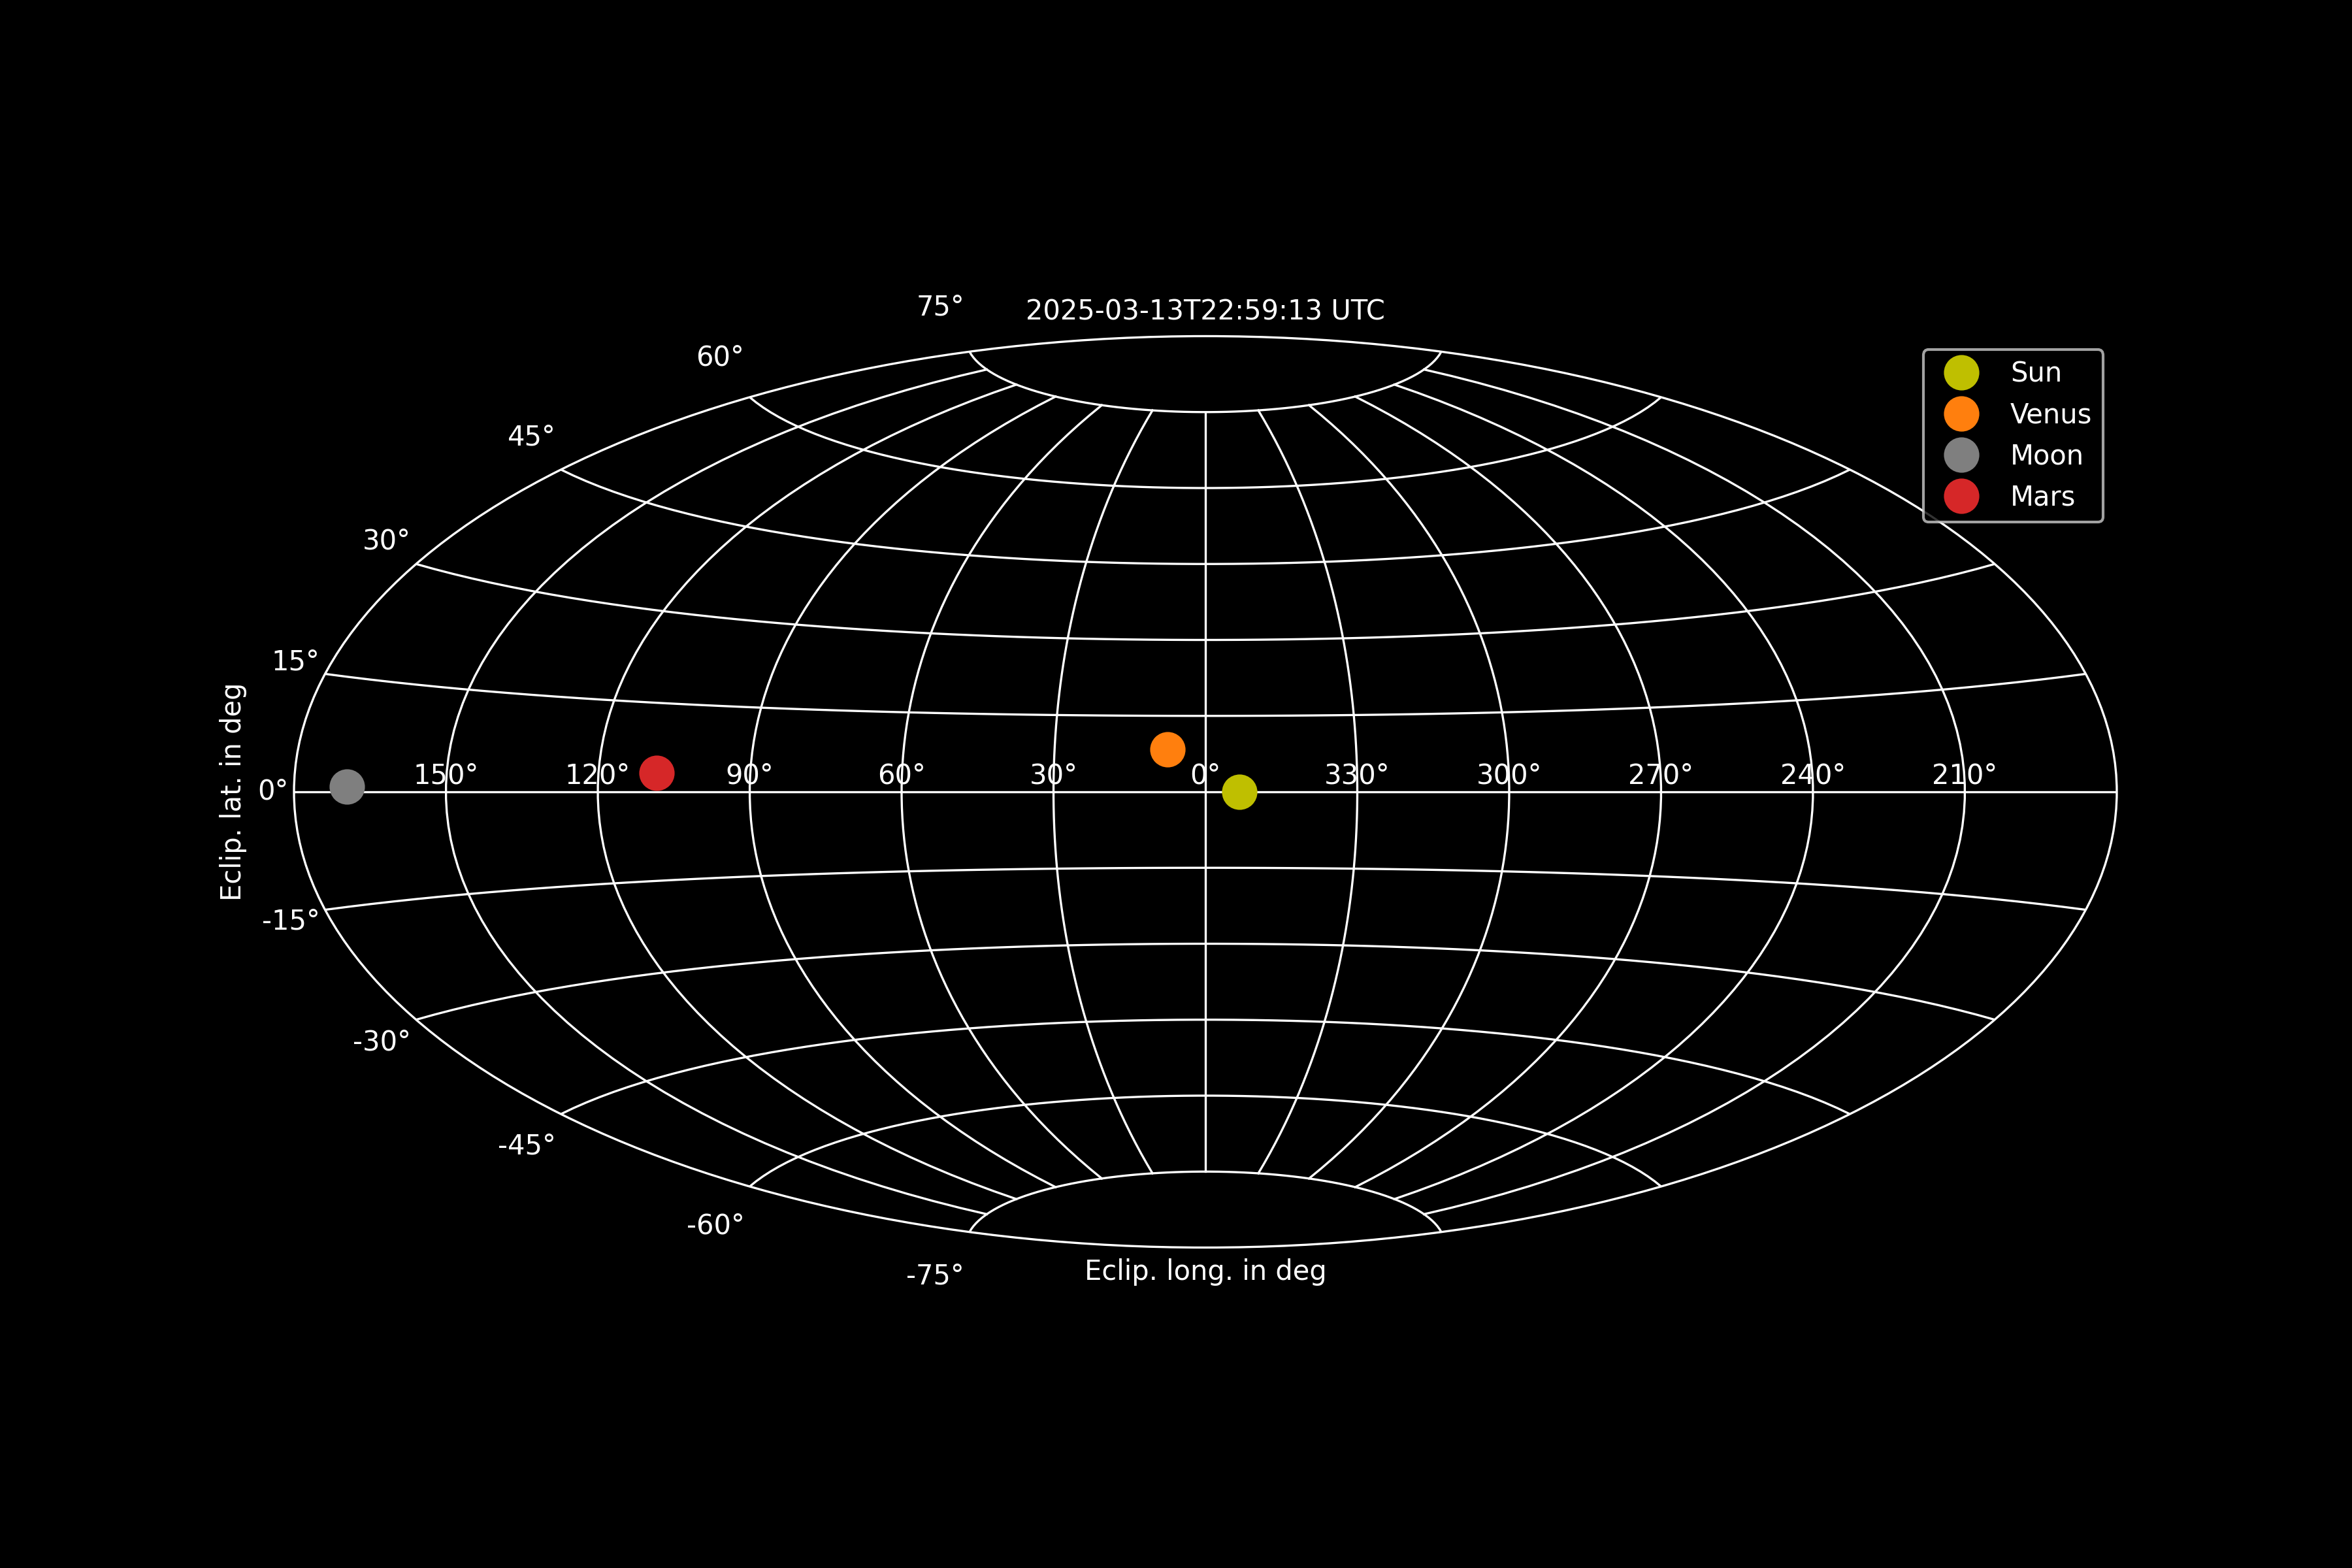 75°
2025-03-13T22:59:13 UTC
60°
Sun
Venus
45°
Moon
Mars
30°
15°
Eclip. lat. in deg
0°
150° 120° 90° 60° 30° 0° 330° 300° 270° 240° 210°
-15°
-30°
-45°
-60°
-75°
Eclip. long. in deg